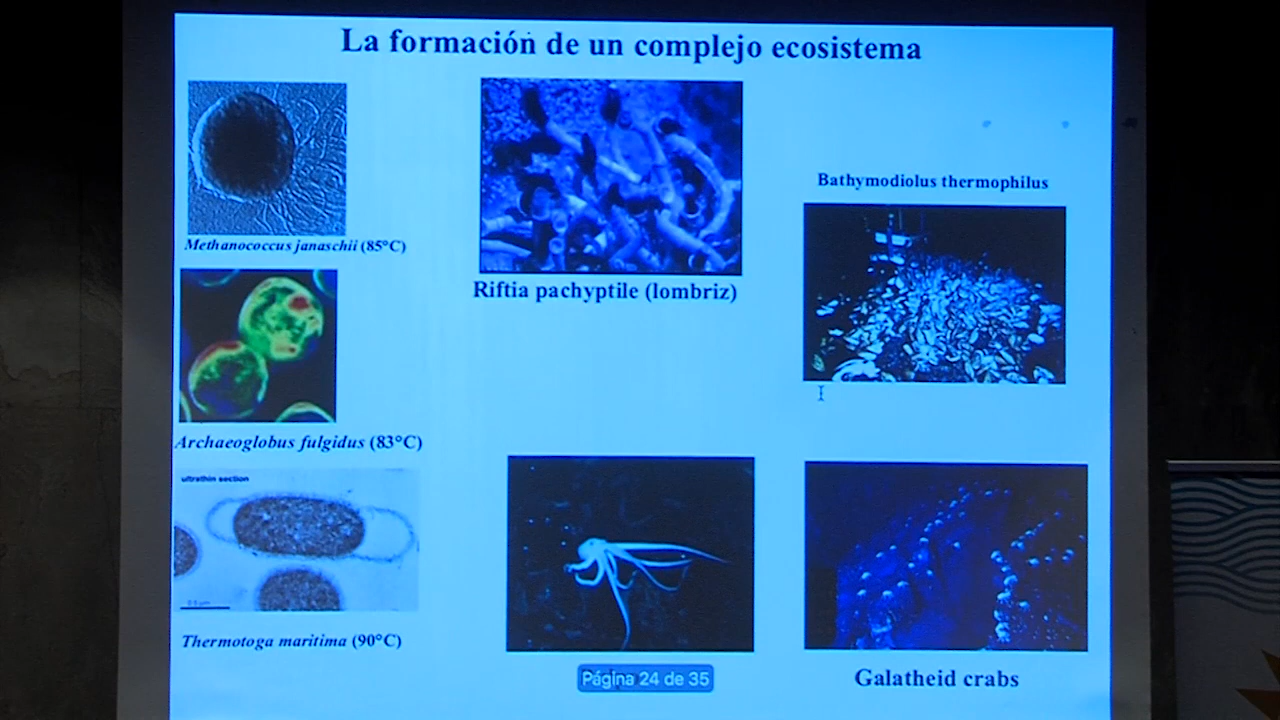 La formación de un complejo ecosistema
Methanococcus janaschii (85°C)
Riftia pachyptile (lombriz)
Bathymodiolus thermophilus
Archaeoglobus fulgidus (83°C)
ultrathin section
Thermotoga maritima (90°C)
Página 24 de 35
Galatheid crabs